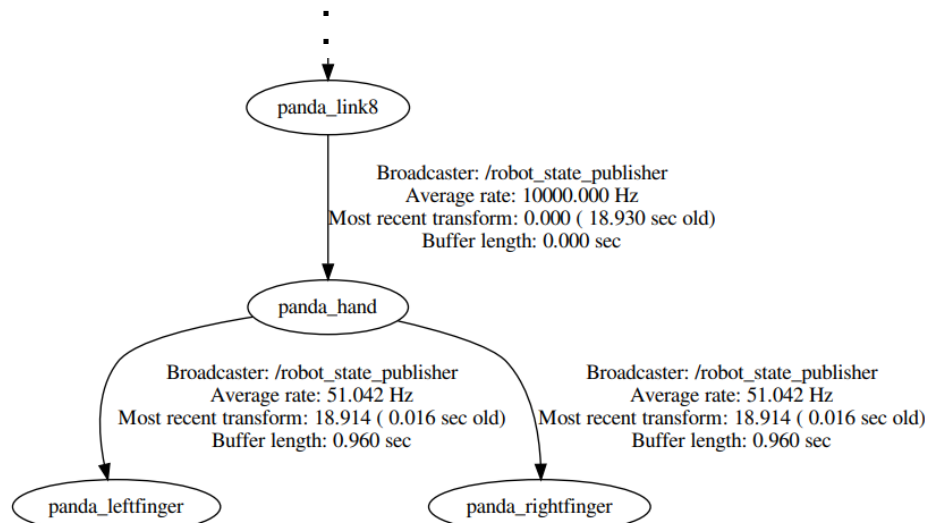 panda_link8
Broadcaster: /robot_state_publisher
Average rate: 10000.000 Hz
Most recent transform: 0.000 ( 18.930 sec old)
Buffer length: 0.000 sec
panda_hand
Broadcaster: /robot_state_publisher
Average rate: 51.042 Hz
Most recent transform: 18.914 ( 0.016 sec old)
Buffer length: 0.960 sec
Broadcaster: /robot_state_publisher
Average rate: 51.042 Hz
Most recent transform: 18.914 ( 0.016 sec old)
Buffer length: 0.960 sec
panda_leftfinger
panda_rightfinger